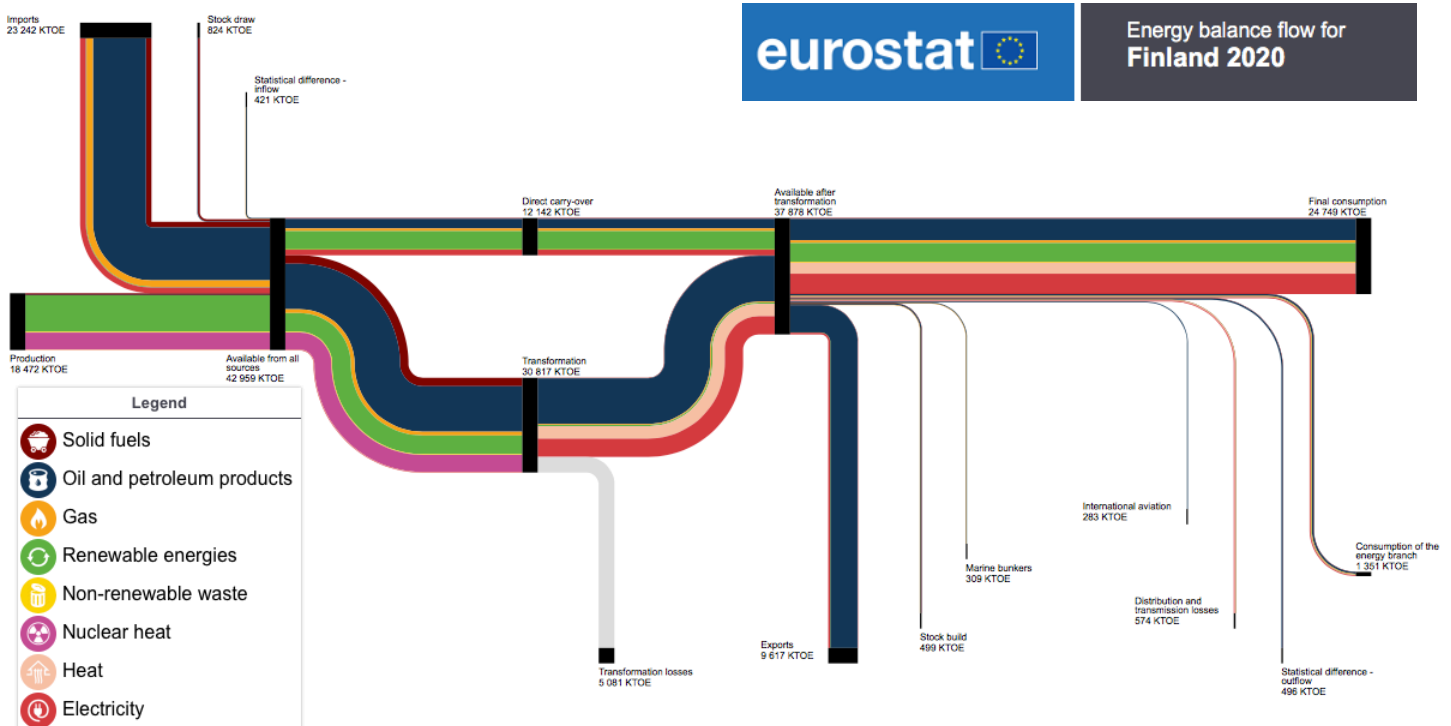 Imports
23 242 KTOE
Stock draw
824 KTOE
eurostat
Energy balance flow for
Finland 2020
Statistical difference -
inflow
421 KTOE
Direct carry-over
12 142 KTOE
Available after
transformation
37 878 KTOE
Final consumption
24 749 KTOE
Production
18 472 KTOE
Available from all
sources
42 959 KTOE
Transformation
30 817 KTOE
Legend
Solid fuels
Oil and petroleum products
Gas
Renewable energies
Non-renewable waste
Nuclear heat
Heat
Electricity
International aviation
283 KTOE
Consumption of the
energy branch
1 351 KTOE
Marine bunkers
309 KTOE
Distribution and
transmission losses
574 KTOE
Stock build
499 KTOE
Exports
9 617 KTOE
Transformation losses
5 081 KTOE
Statistical difference -
outflow
496 KTOE